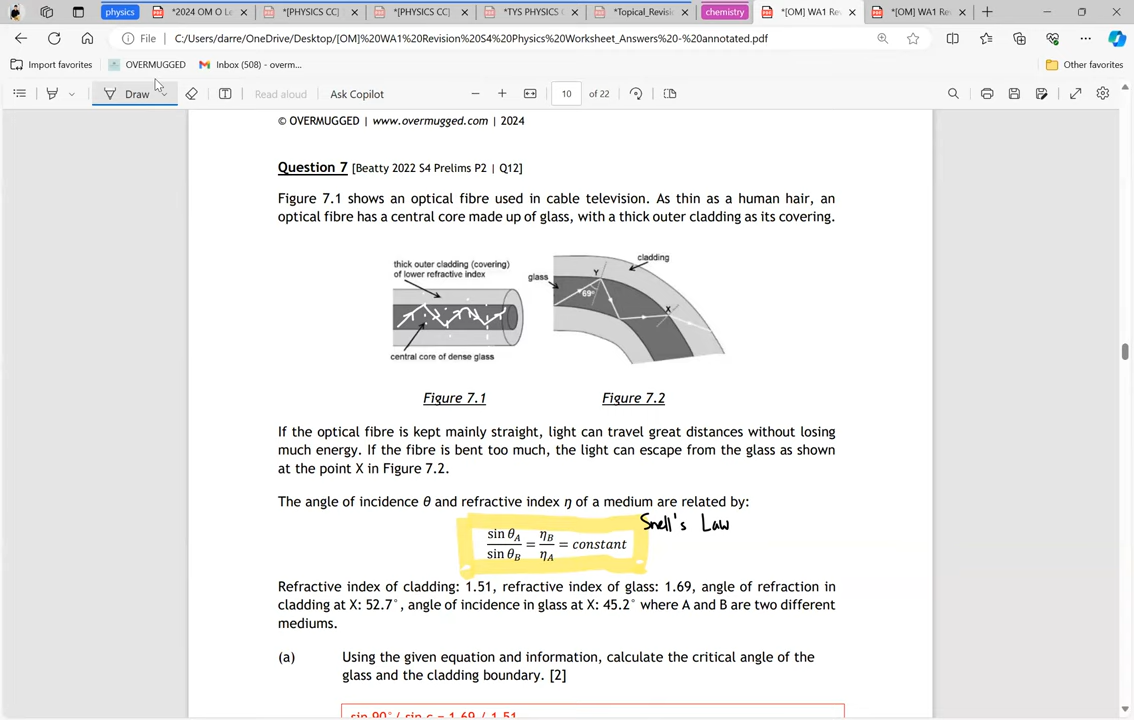 physics
*2024 OM O Le
*[PHYSICS CC]
*[PHYSICS CC]
*TYS PHYSICS
*Topical_Revisi
chemistry
*[OM] WA1 R
*[OM] WA1 Re
File
C:/Users/darre/OneDrive/Desktop/[OM]%20WA1%20Revision%20S4%20Physics%20Worksheet_Answers%20-%20annotated.pdf
Import favorites
OVERMUGGED
Inbox (508) - overm...
Other favorites
Draw
Read aloud
Ask Copilot
10
of 22
© OVERMUGGED | www.overmugged.com | 2024
Question 7 [Beatty 2022 S4 Prelims P2 | Q12]
Figure 7.1 shows an optical fibre used in cable television. As thin as a human hair, an
optical fibre has a central core made up of glass, with a thick outer cladding as its covering.
thick outer cladding (covering)
of lower refractive index
central core of dense glass
cladding
glass
Y
69°
X
Figure 7.1
Figure 7.2
If the optical fibre is kept mainly straight, light can travel great distances without losing
much energy. If the fibre is bent too much, the light can escape from the glass as shown
at the point X in Figure 7.2.
The angle of incidence θ and refractive index η of a medium are related by:
Snell's Law
sin θA / sin θB = ηB / ηA = constant
Refractive index of cladding: 1.51, refractive index of glass: 1.69, angle of refraction in
cladding at X: 52.7°, angle of incidence in glass at X: 45.2° where A and B are two different
mediums.
(a) Using the given equation and information, calculate the critical angle of the
glass and the cladding boundary. [2]
sin 90°/ sin c = 1.69 / 1.51